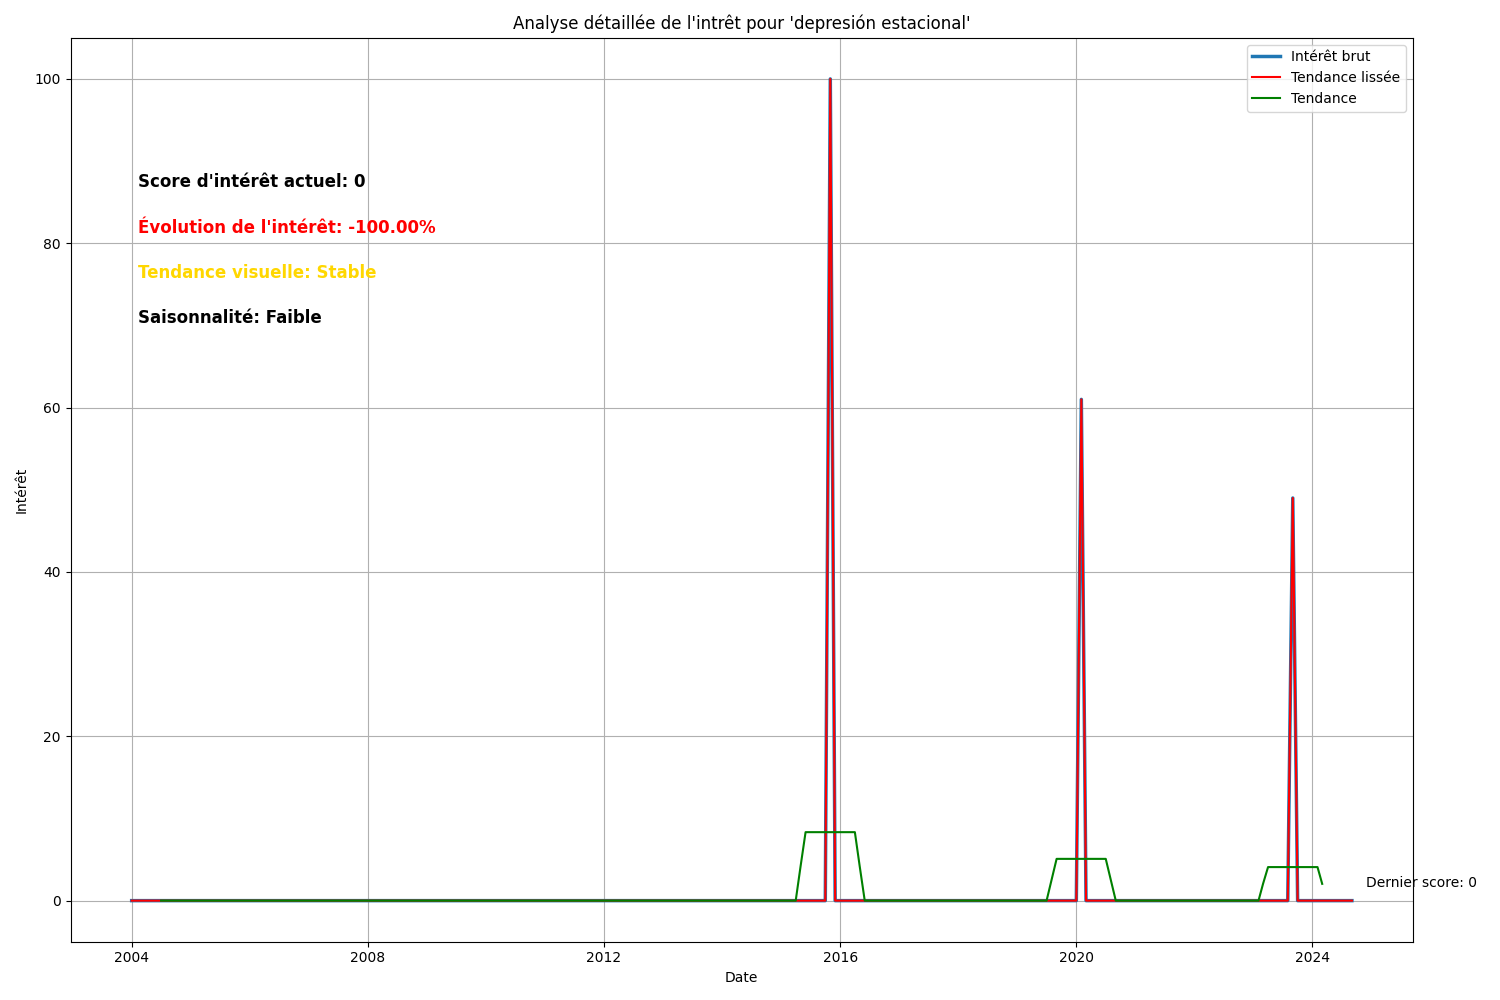 Analyse détaillée de l'intrêt pour 'depresión estacional'
Intérêt brut
Tendance lissée
Tendance
Score d'intérêt actuel: 0
Évolution de l'intérêt: -100.00%
Tendance visuelle: Stable
Saisonnalité: Faible
Dernier score: 0
Intérêt
100
80
60
40
20
0
2004
2008
2012
2016
2020
2024
Date